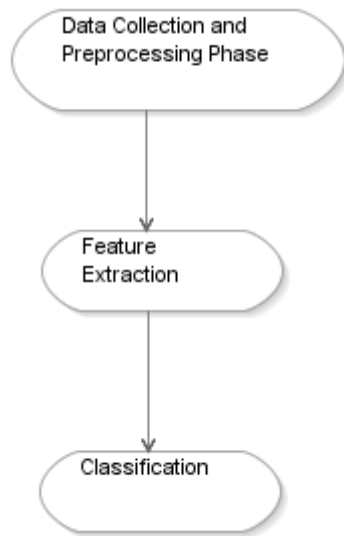 Data Collection and
Preprocessing Phase
Feature
Extraction
Classification